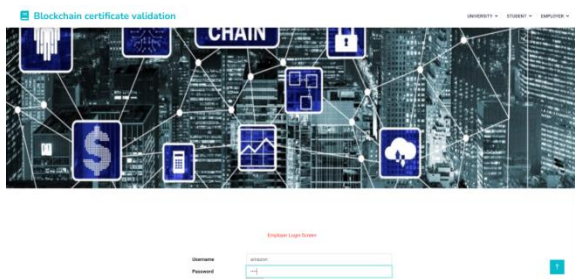 Blockchain certificate validation
UNIVERSITY STUDENT EMPLOYER
CHAIN
Employer Login Screen
Username amazon
Password